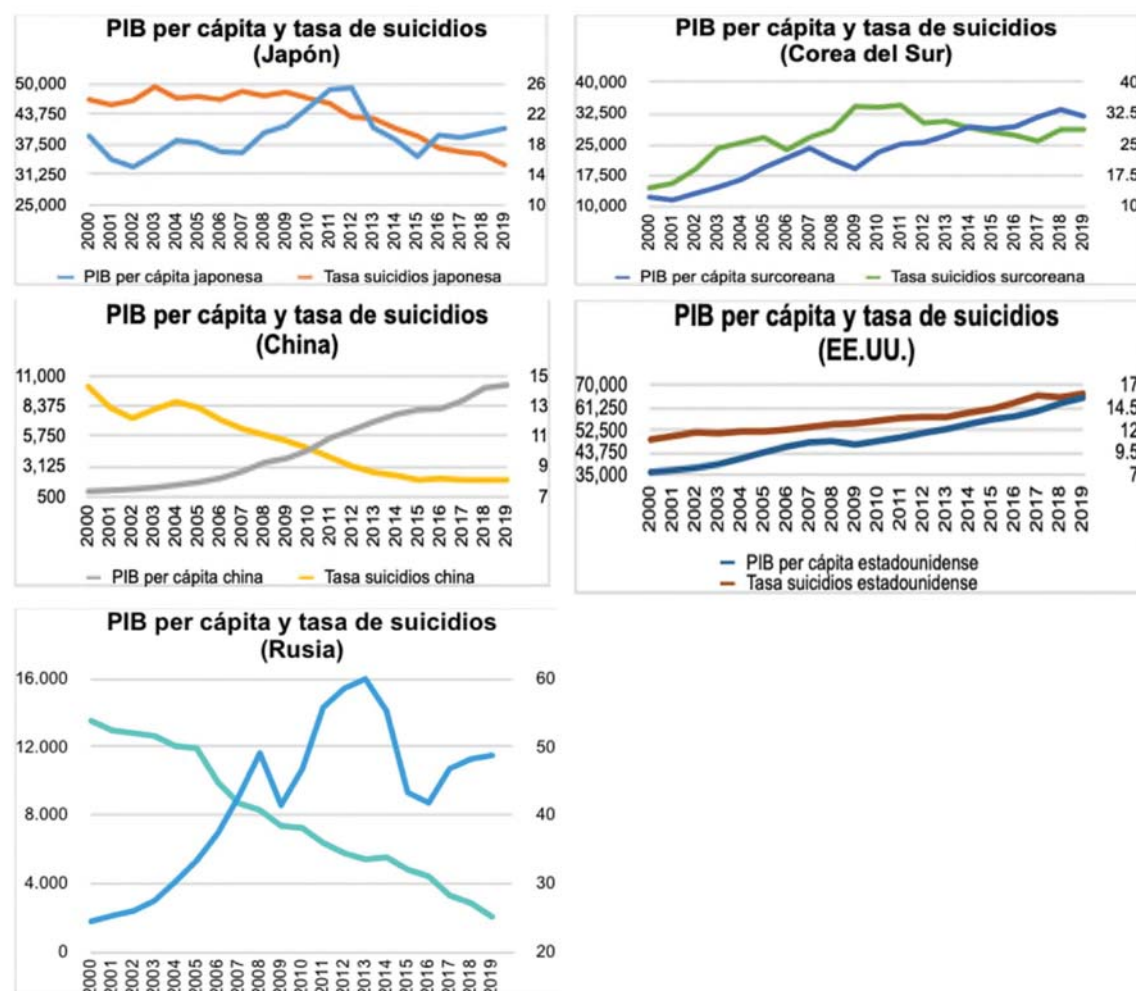 PIB per cápita y tasa de suicidios
(Japón)
50,000
43,750
37,500
31,250
25,000
26
22
18
14
10
2000 2001 2002 2003 2004 2005 2006 2007 2008 2009 2010 2011 2012 2013 2014 2015 2016 2017 2018 2019
PIB per cápita japonesa Tasa suicidios japonesa
PIB per cápita y tasa de suicidios
(Corea del Sur)
40,000
32,500
25,000
17,500
10,000
40
32.5
25
17.5
10
2000 2001 2002 2003 2004 2005 2006 2007 2008 2009 2010 2011 2012 2013 2014 2015 2016 2017 2018 2019
PIB per cápita surcoreana Tasa suicidios surcoreana
PIB per cápita y tasa de suicidios
(China)
11,000
8,375
5,750
3,125
500
15
13
11
9
7
2000 2001 2002 2003 2004 2005 2006 2007 2008 2009 2010 2011 2012 2013 2014 2015 2016 2017 2018 2019
PIB per cápita china Tasa suicidios china
PIB per cápita y tasa de suicidios
(EE.UU.)
70,000
61,250
52,500
43,750
35,000
17
14.5
12
9.5
7
2000 2001 2002 2003 2004 2005 2006 2007 2008 2009 2010 2011 2012 2013 2014 2015 2016 2017 2018 2019
PIB per cápita estadounidense
Tasa suicidios estadounidense
PIB per cápita y tasa de suicidios
(Rusia)
16.000
12.000
8.000
4.000
0
60
50
40
30
20
2000 2001 2002 2003 2004 2005 2006 2007 2008 2009 2010 2011 2012 2013 2014 2015 2016 2017 2018 2019